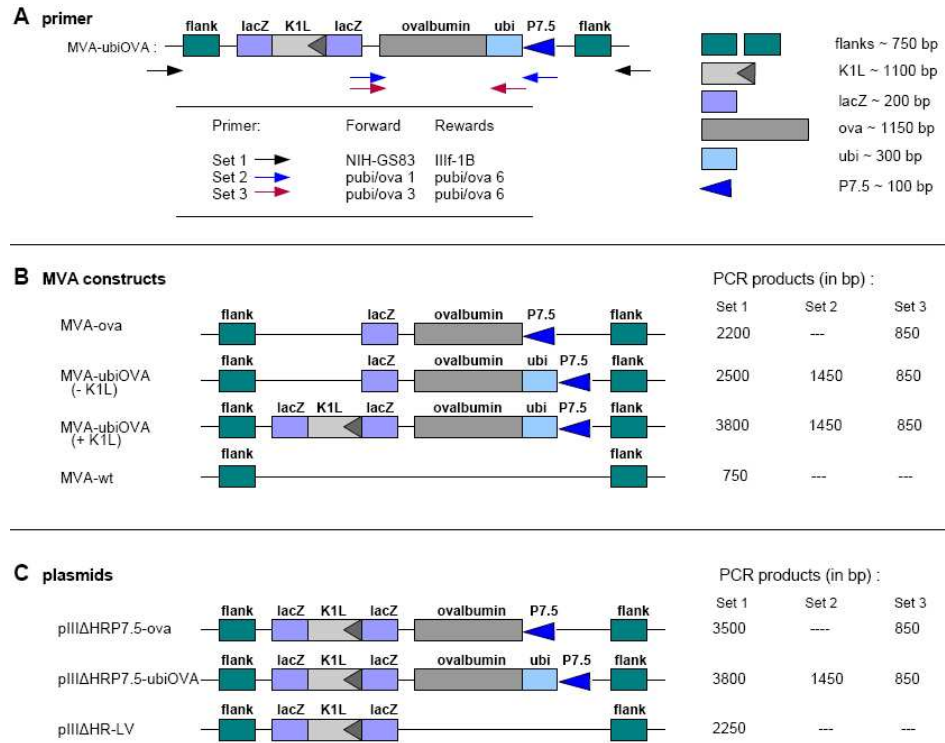 A primer
flank lacZ K1L lacZ ovalbumin ubi P7.5 flank
MVA-ubiOVA :
flanks ~ 750 bp
K1L ~ 1100 bp
lacZ ~ 200 bp
ova ~ 1150 bp
ubi ~ 300 bp
P7.5 ~ 100 bp
Primer: Forward Rewards
Set 1 NIH-GS83 IIIf-1B
Set 2 pubi/ova 1 pubi/ova 6
Set 3 pubi/ova 3 pubi/ova 6
B MVA constructs
PCR products (in bp) :
Set 1 Set 2 Set 3
flank lacZ ovalbumin P7.5 flank
MVA-ova 2200 --- 850
flank lacZ ovalbumin ubi P7.5 flank
MVA-ubiOVA 2500 1450 850
(- K1L)
flank lacZ K1L lacZ ovalbumin ubi P7.5 flank
MVA-ubiOVA 3800 1450 850
(+ K1L)
flank flank
MVA-wt 750 --- ---
C plasmids
PCR products (in bp) :
Set 1 Set 2 Set 3
flank lacZ K1L lacZ ovalbumin P7.5 flank
pIII∆HRP7.5-ova 3500 ---- 850
flank lacZ K1L lacZ ovalbumin ubi P7.5 flank
pIII∆HRP7.5-ubiOVA 3800 1450 850
flank lacZ K1L lacZ flank
pIII∆HR-LV 2250 --- ---